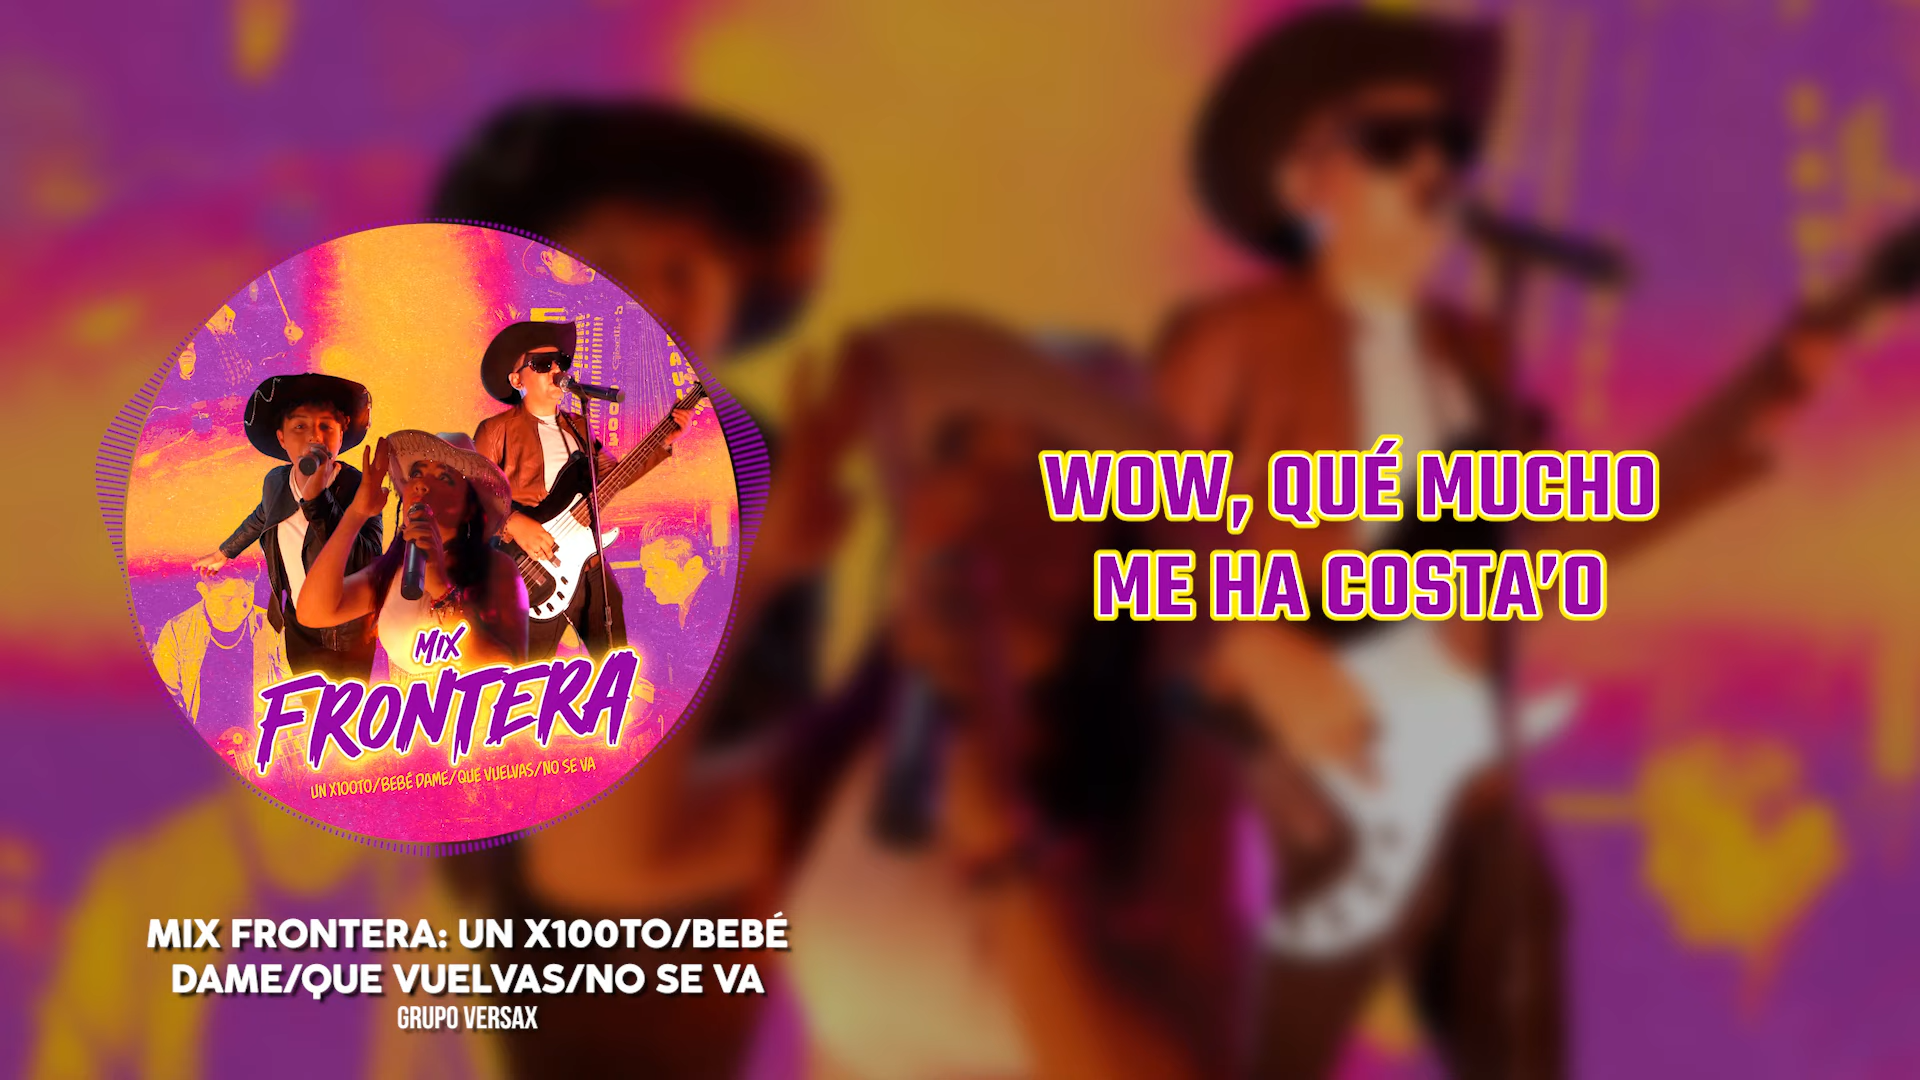 MIX
FRONTERA
UN X100TO/BEBÉ DAME/QUE VUELVAS/NO SE VA
WOW, QUÉ MUCHO
ME HA COSTA'O
MIX FRONTERA: UN X100TO/BEBÉ
DAME/QUE VUELVAS/NO SE VA
GRUPO VERSAX